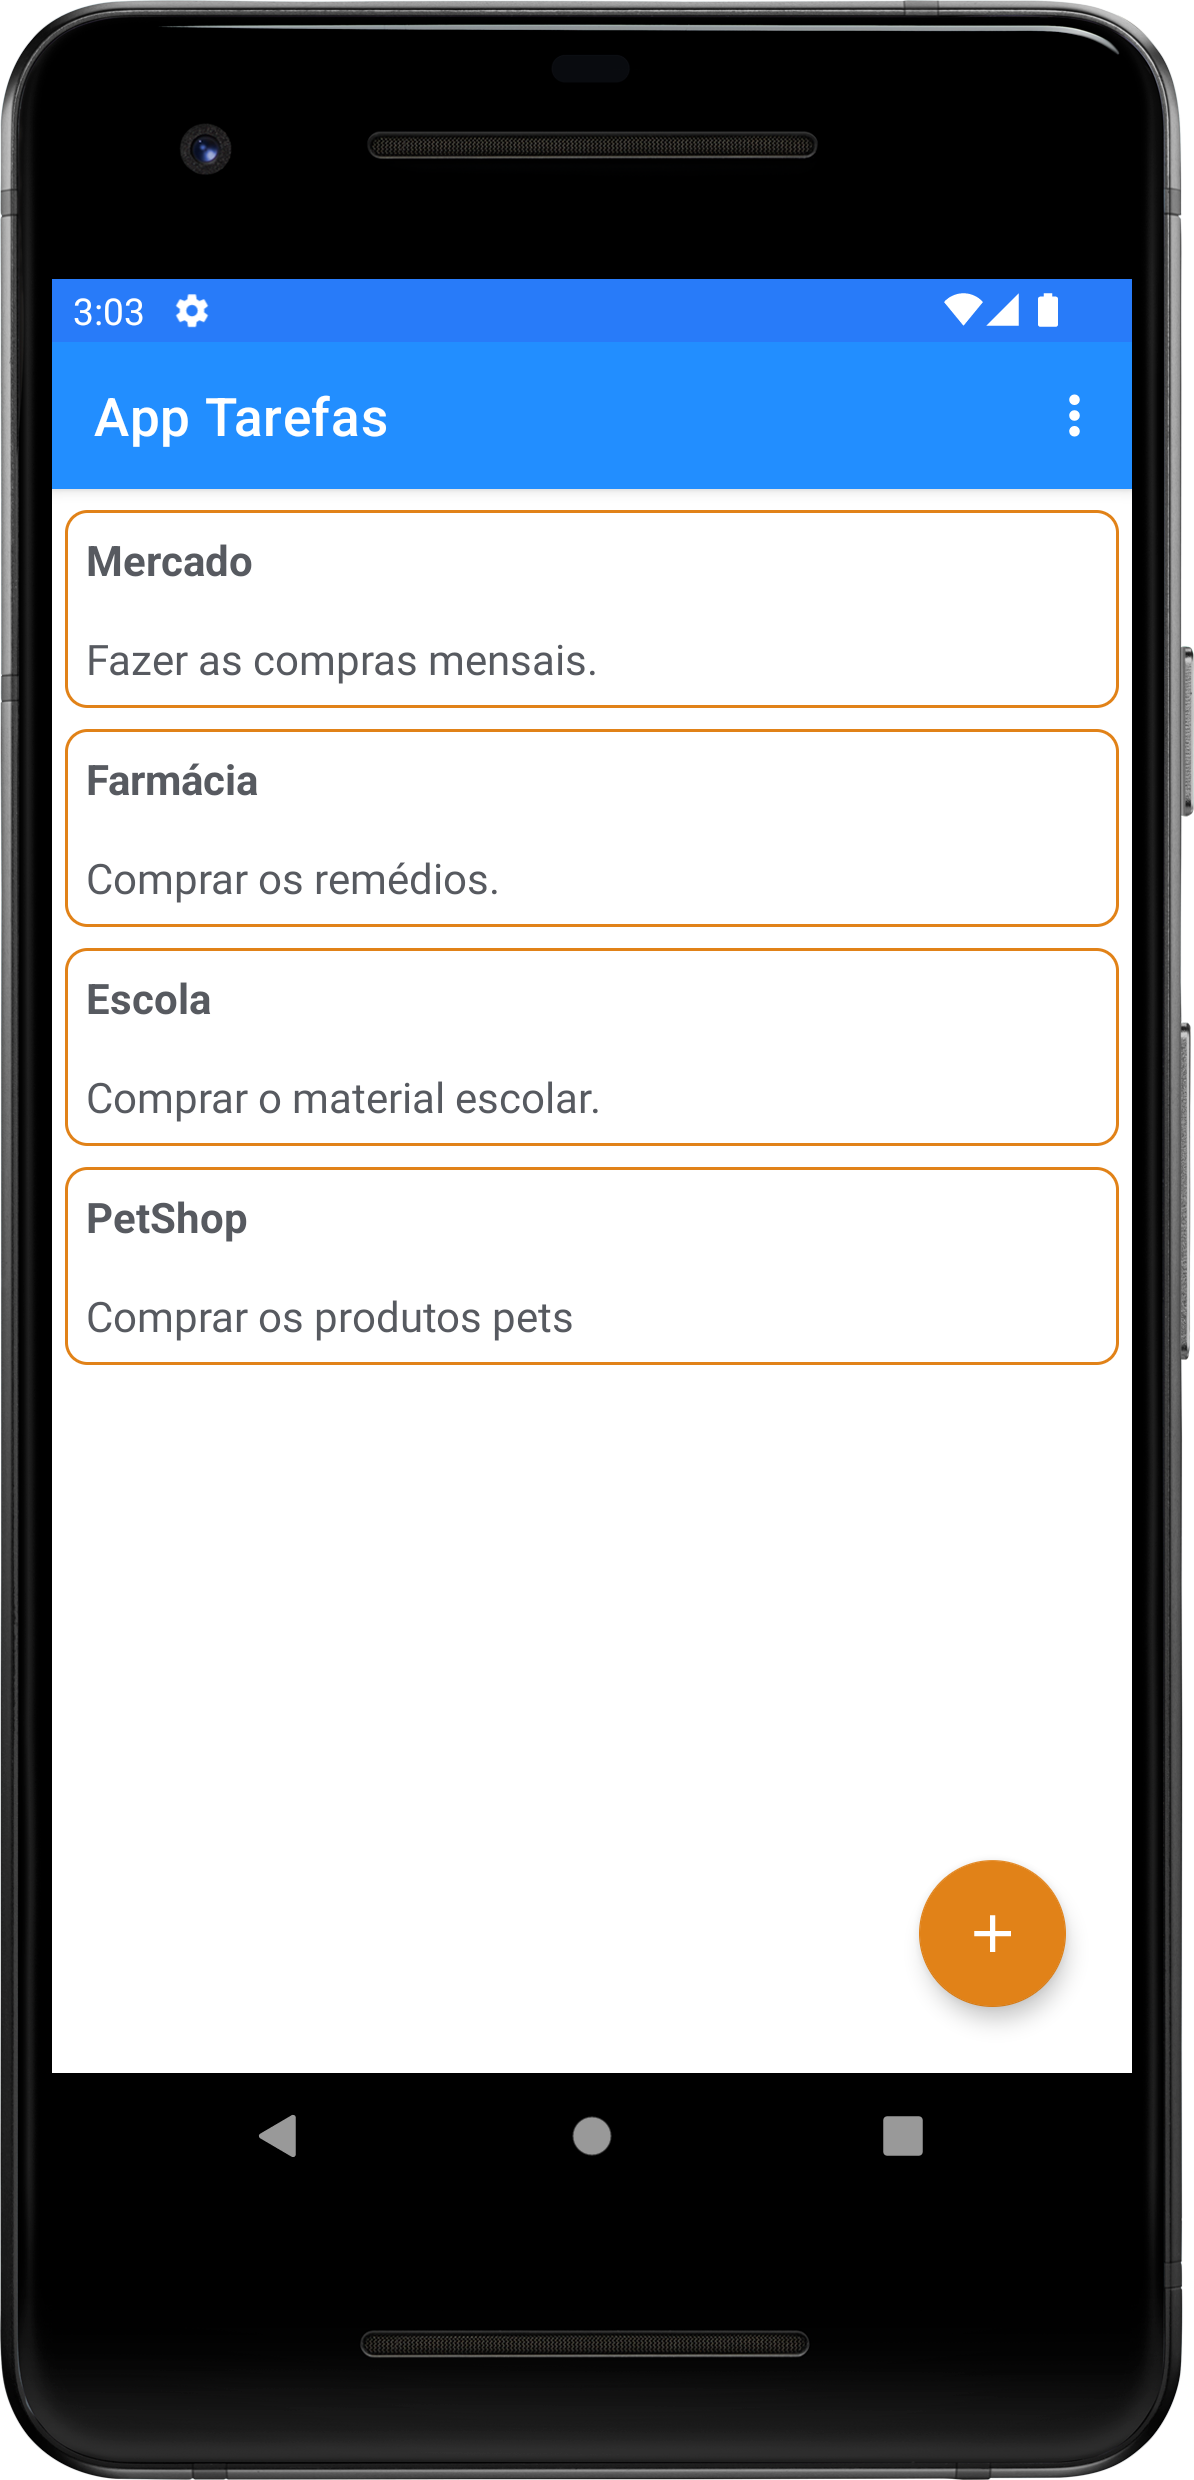 3:03
App Tarefas
Mercado
Fazer as compras mensais.
Farmácia
Comprar os remédios.
Escola
Comprar o material escolar.
PetShop
Comprar os produtos pets